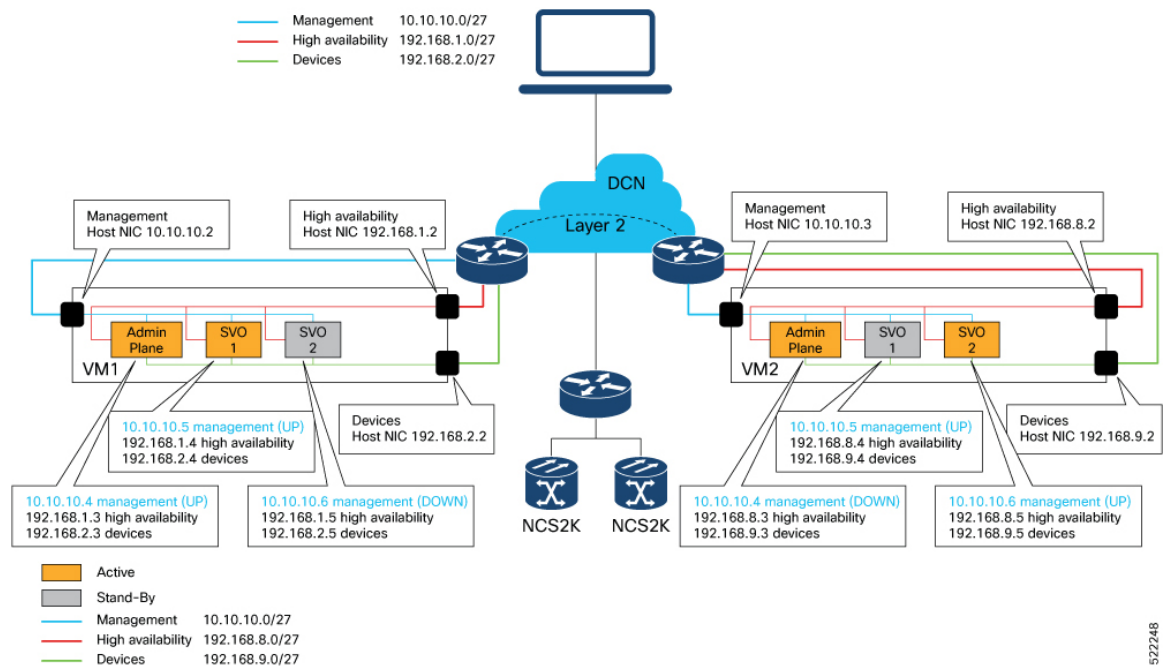 Management 10.10.10.0/27
High availability 192.168.1.0/27
Devices 192.168.2.0/27
DCN
Layer 2
Management
Host NIC 10.10.10.2
High availability
Host NIC 192.168.1.2
Management
Host NIC 10.10.10.3
High availability
Host NIC 192.168.8.2
Admin
Plane
SVO
1
SVO
2
VM1
Admin
Plane
SVO
1
SVO
2
VM2
10.10.10.5 management (UP)
192.168.1.4 high availability
192.168.2.4 devices
Devices
Host NIC 192.168.2.2
10.10.10.5 management (UP)
192.168.8.4 high availability
192.168.9.4 devices
Devices
Host NIC 192.168.9.2
10.10.10.4 management (UP)
192.168.1.3 high availability
192.168.2.3 devices
10.10.10.6 management (DOWN)
192.168.1.5 high availability
192.168.2.5 devices
NCS2K
NCS2K
10.10.10.4 management (DOWN)
192.168.8.3 high availability
192.168.9.3 devices
10.10.10.6 management (UP)
192.168.8.5 high availability
192.168.9.5 devices
Active
Stand-By
Management 10.10.10.0/27
High availability 192.168.8.0/27
Devices 192.168.9.0/27
522248